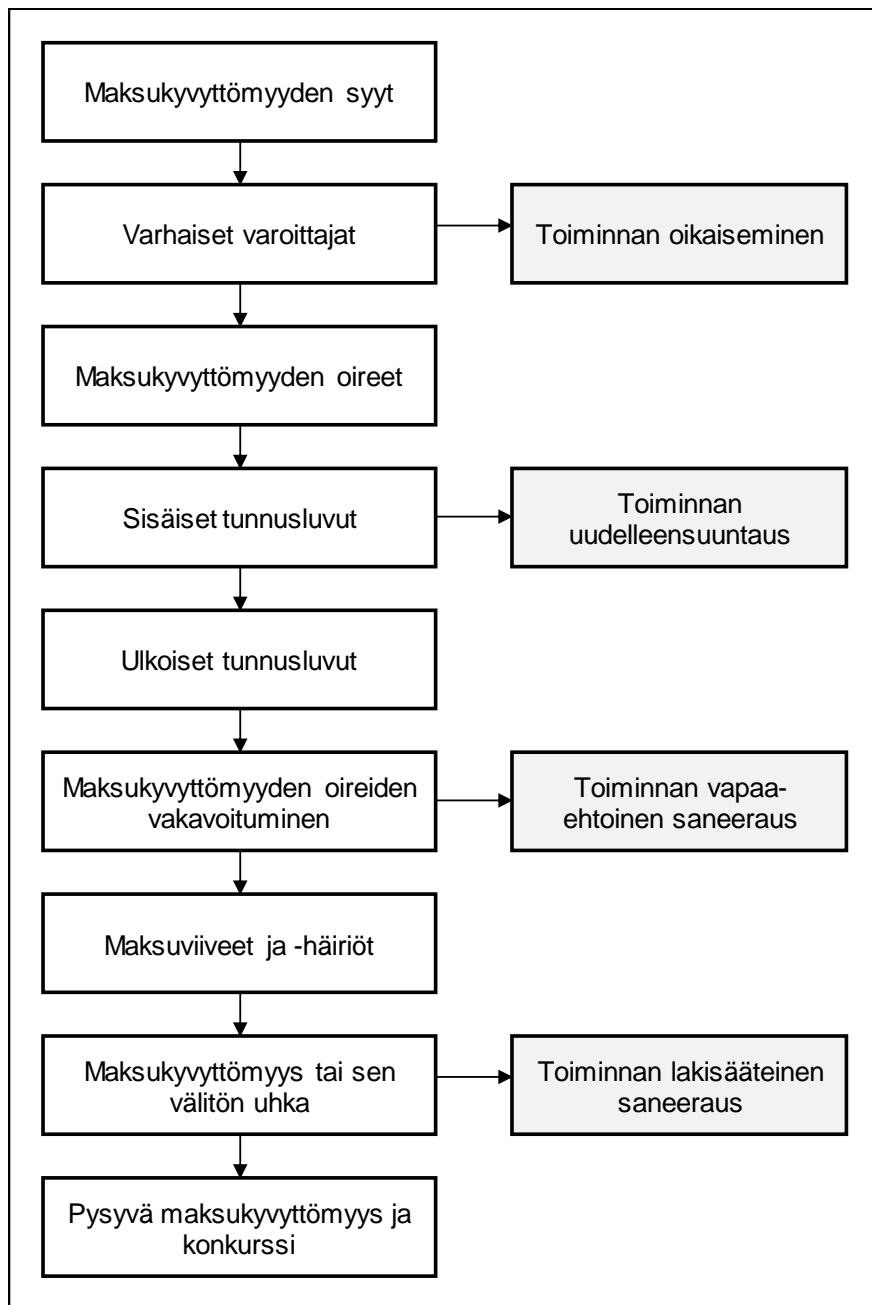 Maksukyvyttömyyden syyt
Varhaiset varoittajat
Toiminnan oikaiseminen
Maksukyvyttömyyden oireet
Sisäiset tunnusluvut
Toiminnan
uudelleensuuntaus
Ulkoiset tunnusluvut
Maksukyvyttömyyden oireiden
vakavoituminen
Toiminnan vapaa-
ehtoinen saneeraus
Maksuviiveet ja -häiriöt
Maksukyvyttömyys tai sen
välitön uhka
Toiminnan lakisääteinen
saneeraus
Pysyvä maksukyvyttömyys ja
konkurssi